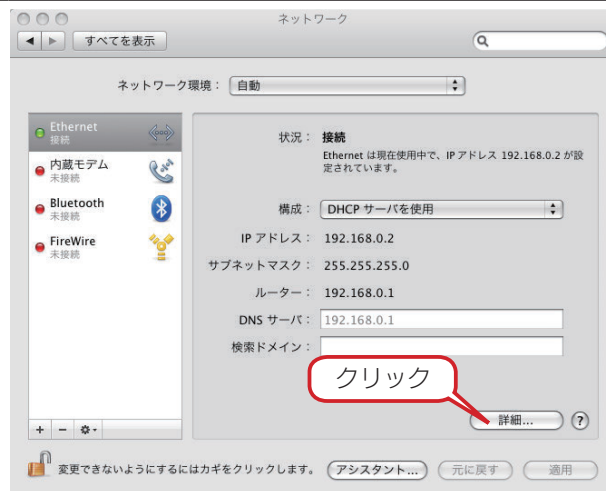 ネットワーク
すべてを表示
ネットワーク環境： 自動
Ethernet
接続
内蔵モデム
未接続
Bluetooth
未接続
FireWire
未接続
状況： 接続
Ethernet は現在使用中で、IP アドレス 192.168.0.2 が設
定されています。
構成： DHCP サーバを使用
IP アドレス： 192.168.0.2
サブネットマスク： 255.255.255.0
ルーター： 192.168.0.1
DNS サーバ： 192.168.0.1
検索ドメイン：
クリック
詳細... ?
+ −
変更できないようにするにはカギをクリックします。 アシスタント... 元に戻す 適用